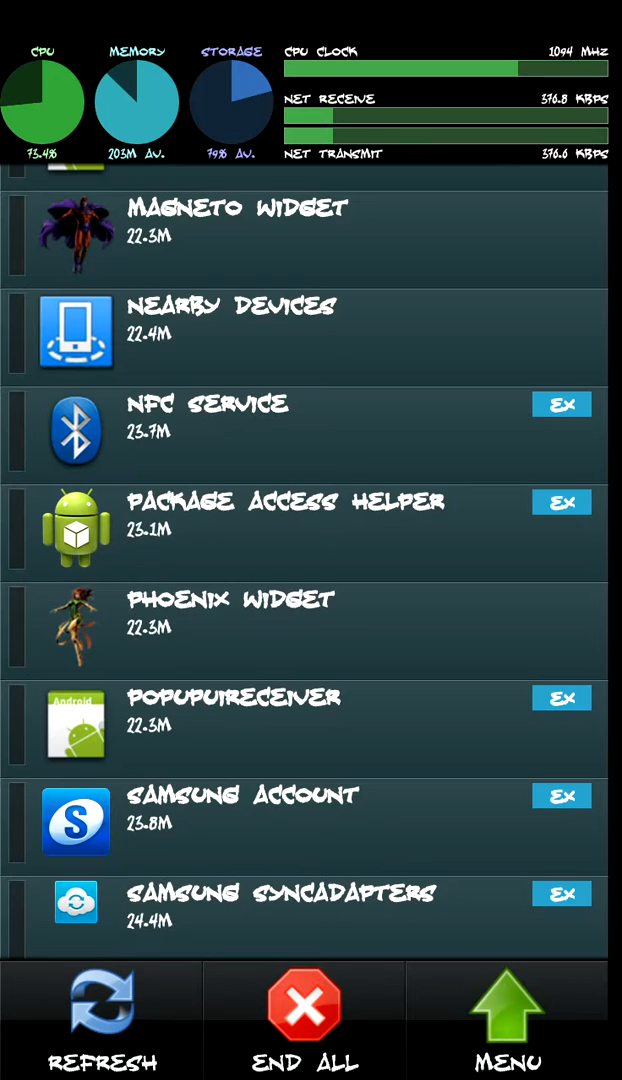 CPU
MEMORY
STORAGE
CPU CLOCK
1094 MHZ
NET RECEIVE
376.8 KBPS
73.4%
203M AV.
79% AV.
NET TRANSMIT
376.6 KBPS
MAGNETO WIDGET
22.3M
NEARBY DEVICES
22.4M
NFC SERVICE
EX
23.7M
PACKAGE ACCESS HELPER
EX
23.1M
PHOENIX WIDGET
22.3M
Android
POPUPUIRECEIVER
EX
22.3M
SAMSUNG ACCOUNT
EX
S
23.8M
SAMSUNG SYNCADAPTERS
EX
24.4M
REFRESH
END ALL
MENU